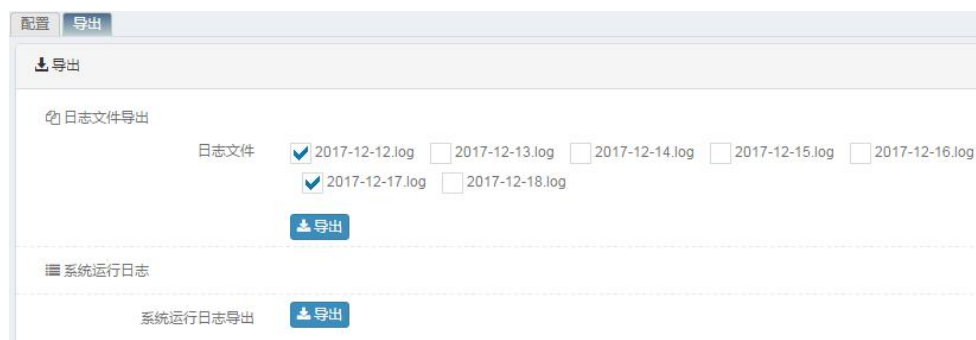 配置 导出
导出
日志文件导出
日志文件 2017-12-12.log 2017-12-13.log 2017-12-14.log 2017-12-15.log 2017-12-16.log
2017-12-17.log 2017-12-18.log
导出
系统运行日志
系统运行日志导出 导出